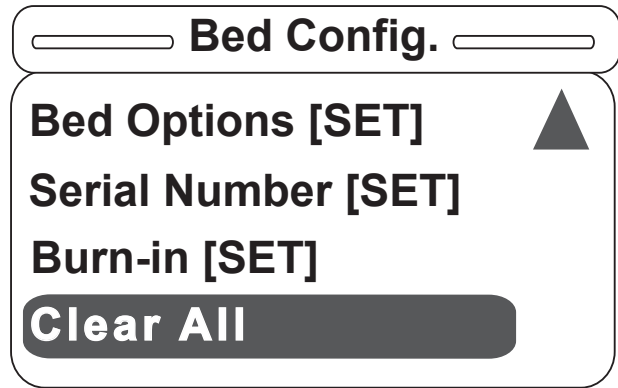 Bed Config.
Bed Options [SET]
Serial Number [SET]
Burn-in [SET]
Clear All